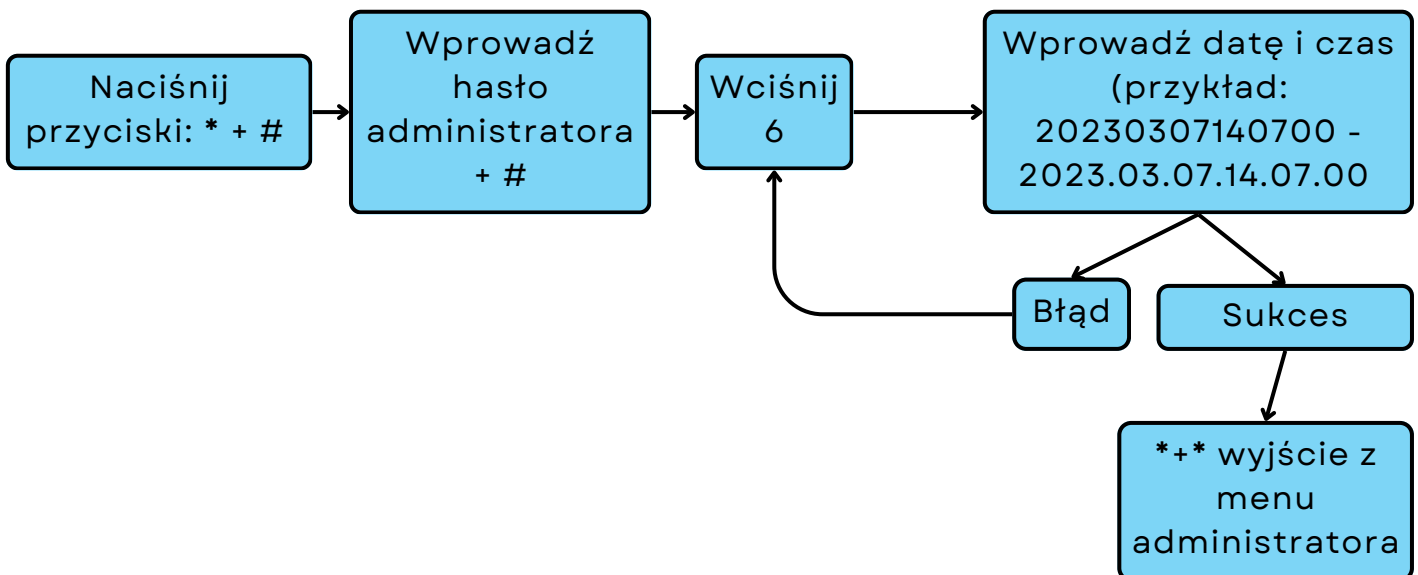 Naciśnij
przyciski: * + #
Wprowadź
hasło
administratora
+ #
Wciśnij
6
Wprowadź datę i czas
(przykład:
20230307140700 -
2023.03.07.14.07.00
Błąd
Sukces
*+* wyjście z
menu
administratora